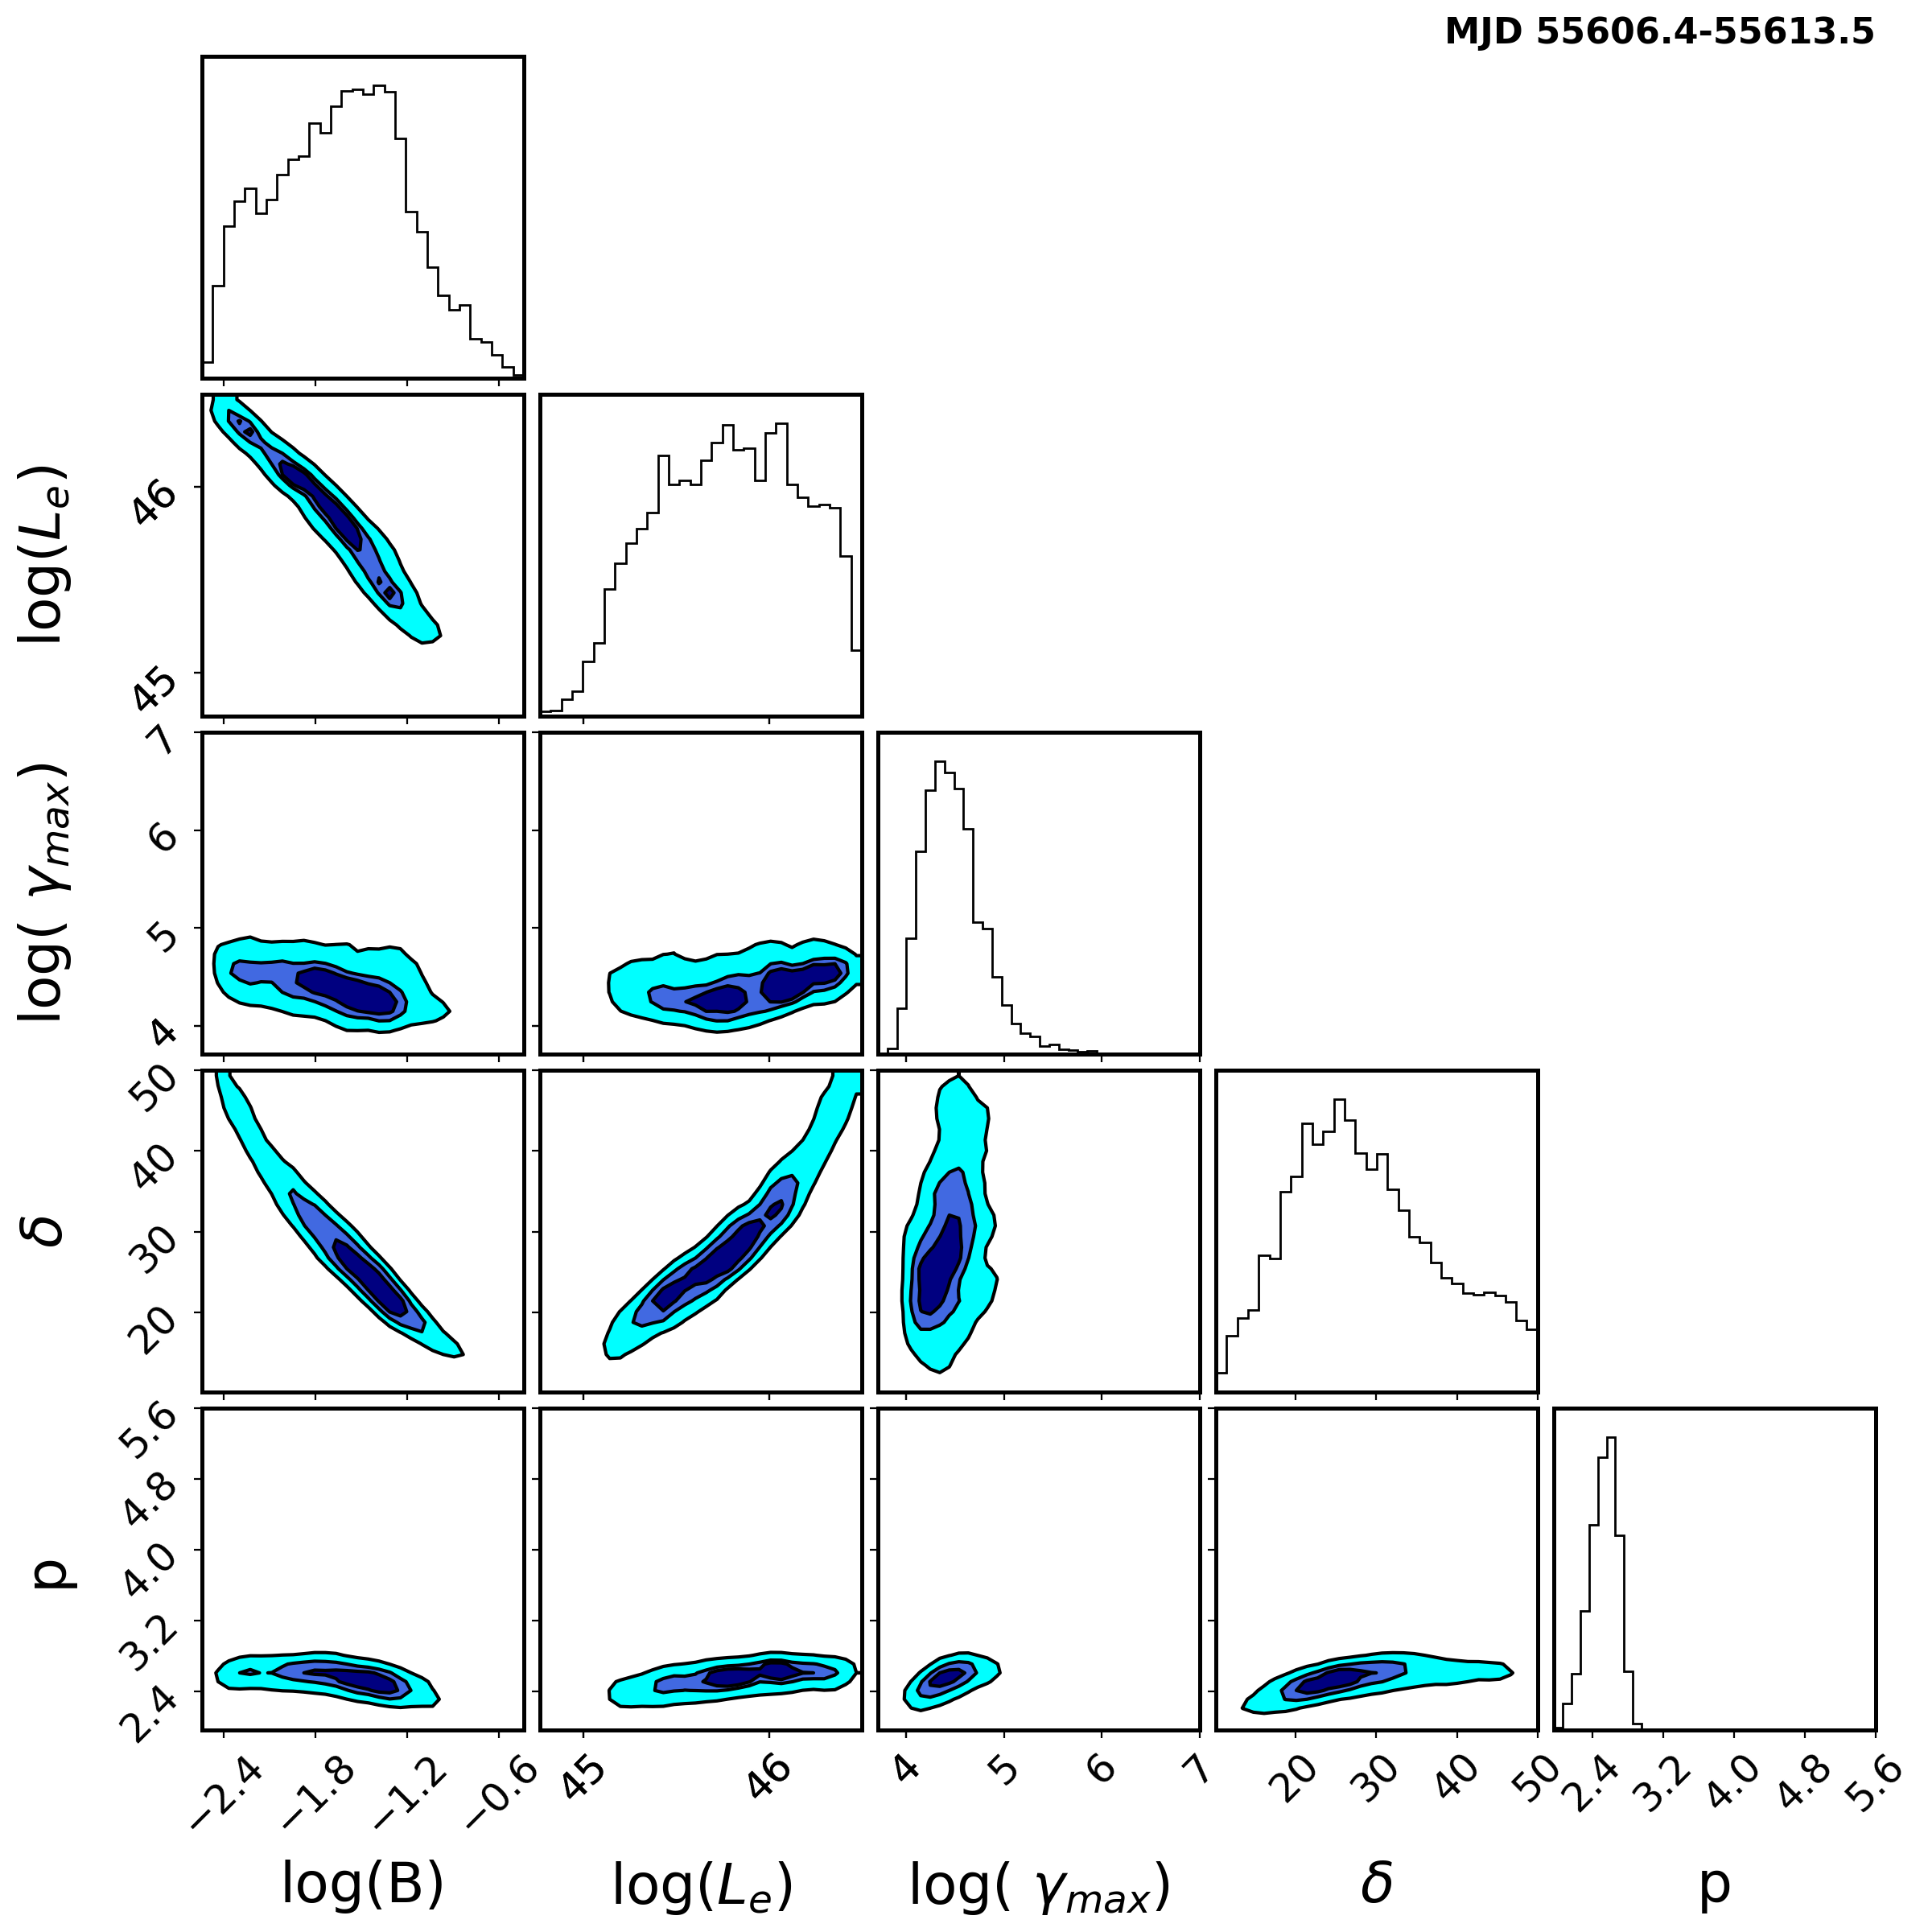 MJD 55606.4-55613.5
log(Lₑ)
46
45
log( γₘₐₓ)
7
6
5
4
δ
50
40
30
20
p
5.6
4.8
4.0
3.2
2.4
−2.4 −1.8 −1.2 −0.6 45 46 4 5 6 7 20 30 40 50 2.4 3.2 4.0 4.8 5.6
log(B) log(Lₑ) log( γₘₐₓ) δ p